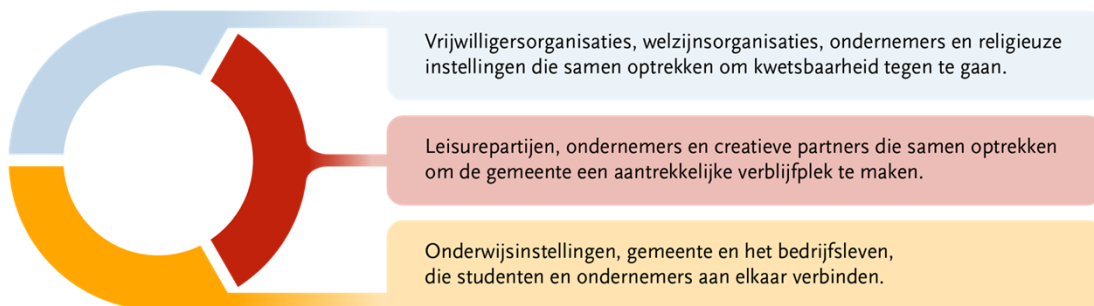 Vrijwilligersorganisaties, welzijnsorganisaties, ondernemers en religieuze
instellingen die samen optrekken om kwetsbaarheid tegen te gaan.
Leisurepartijen, ondernemers en creatieve partners die samen optrekken
om de gemeente een aantrekkelijke verblijfplek te maken.
Onderwijsinstellingen, gemeente en het bedrijfsleven,
die studenten en ondernemers aan elkaar verbinden.